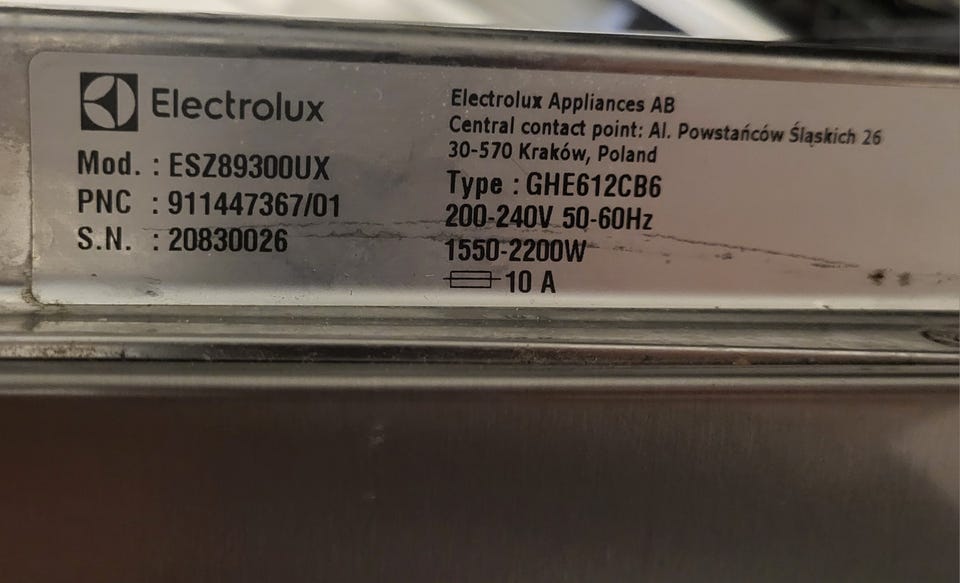 Electrolux
Mod. : ESZ89300UX
PNC : 911447367/01
S.N. : 20830026
Electrolux Appliances AB
Central contact point: Al. Powstańców Śląskich 26
30-570 Kraków, Poland
Type : GHE612CB6
200-240V 50-60Hz
1550-2200W
10 A